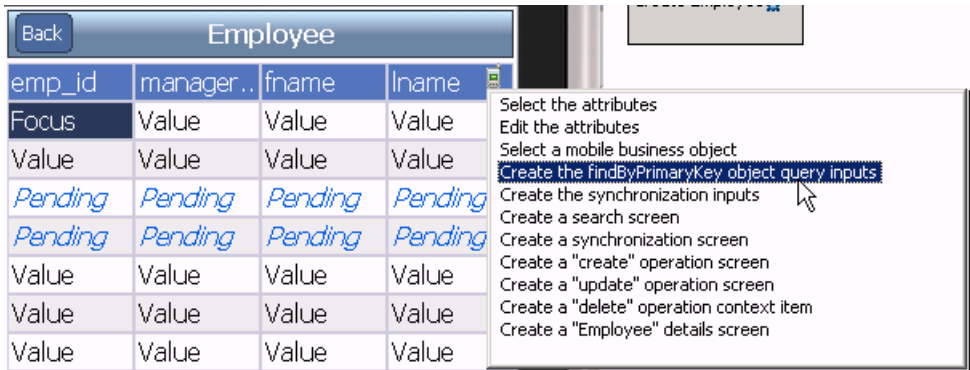 Back
Employee
emp_id manager.. fname lname
Focus Value Value Value
Value Value Value Value
Pending Pending Pending Pending
Pending Pending Pending Pending
Value Value Value Value
Value Value Value Value
Value Value Value Value
Select the attributes
Edit the attributes
Select a mobile business object
Create the findByPrimaryKey object query inputs
Create the synchronization inputs
Create a search screen
Create a synchronization screen
Create a "create" operation screen
Create a "update" operation screen
Create a "delete" operation context item
Create a "Employee" details screen